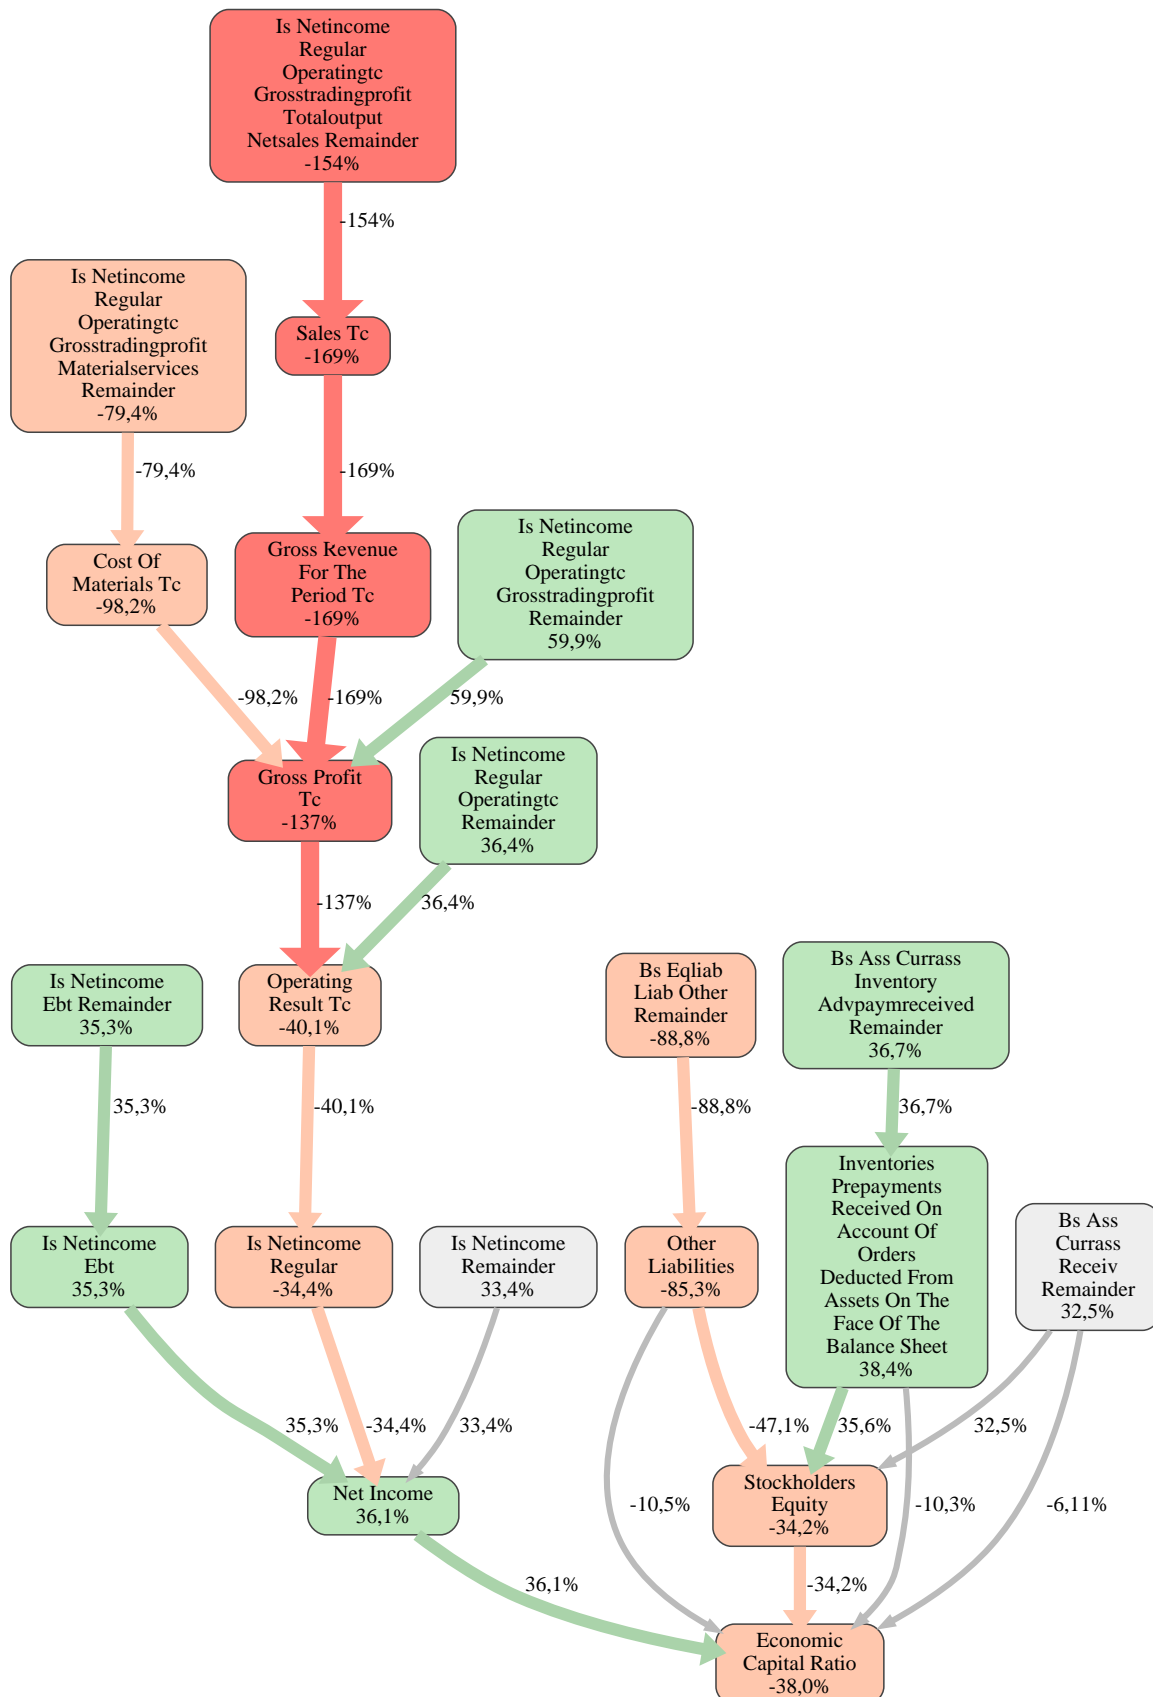 Is Netincome
Regular
Operatingtc
Grosstradingprofit
Totaloutput
Netsales Remainder
-154%
-154%
Is Netincome
Regular
Operatingtc
Grosstradingprofit
Materialservices
Remainder
-79,4%
Sales Tc
-169%
-79,4%
-169%
Cost Of
Materials Tc
-98,2%
Gross Revenue
For The
Period Tc
-169%
Is Netincome
Regular
Operatingtc
Grosstradingprofit
Remainder
59,9%
-98,2%
-169%
59,9%
Gross Profit
Tc
-137%
Is Netincome
Regular
Operatingtc
Remainder
36,4%
-137%
36,4%
Is Netincome
Ebt Remainder
35,3%
Operating
Result Tc
-40,1%
Bs Eqliab
Liab Other
Remainder
-88,8%
Bs Ass Currass
Inventory
Advpaymreceived
Remainder
36,7%
35,3%
-40,1%
-88,8%
36,7%
Is Netincome
Ebt
35,3%
Is Netincome
Regular
-34,4%
Is Netincome
Remainder
33,4%
Other
Liabilities
-85,3%
Inventories
Prepayments
Received On
Account Of
Orders
Deducted From
Assets On The
Face Of The
Balance Sheet
38,4%
Bs Ass
Currass
Receiv
Remainder
32,5%
35,3%
-34,4%
33,4%
-47,1%
35,6%
32,5%
Net Income
36,1%
-10,5%
Stockholders
Equity
-34,2%
-10,3%
-6,11%
36,1%
-34,2%
Economic
Capital Ratio
-38,0%